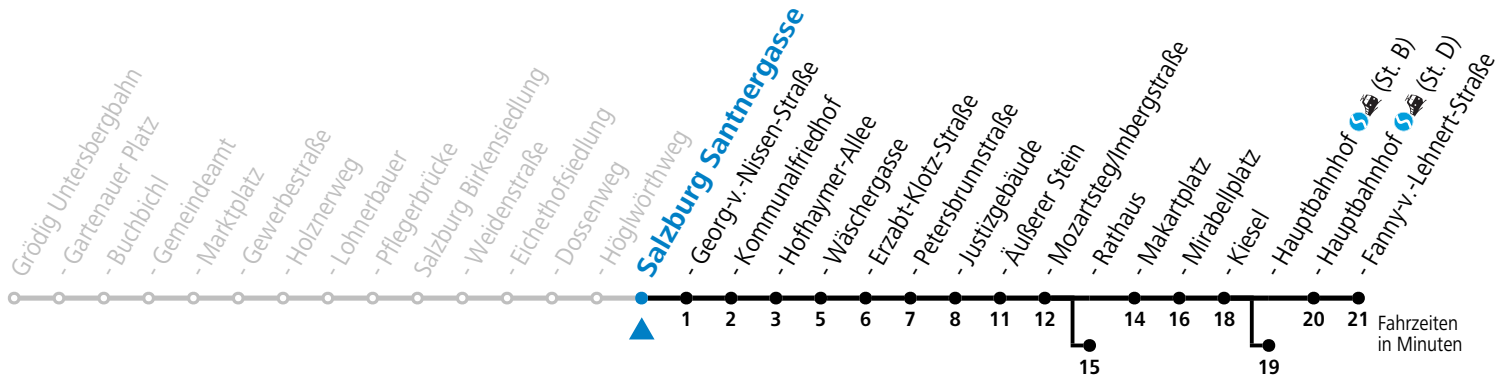 Grödig Untersbergbahn
- Gartenauer Platz
- Buchbichl
- Gemeindeamt
- Marktplatz
- Gewerbestraße
- Holznerweg
- Lohnerbauer
- Pflegerbrücke
Salzburg Birkensiedlung
- Weidenstraße
- Eichethofsiedlung
- Dossenweg
- Höglwörthweg
Salzburg Santnergasse
- Georg-v.-Nissen-Straße
- Kommunalfriedhof
- Hofhaymer-Allee
- Wäschergasse
- Erzabt-Klotz-Straße
- Petersbrunnstraße
- Justizgebäude
- Äußerer Stein
- Mozartsteg/Imbergstraße
- Rathaus
- Makartplatz
- Mirabellplatz
- Kiesel
- Hauptbahnhof (St. B)
- Hauptbahnhof (St. D)
- Fanny-v.-Lehnert-Straße
1 2 3 5 6 7 8 11 12 14 16 18 20 21
Fahrzeiten
in Minuten
15 19